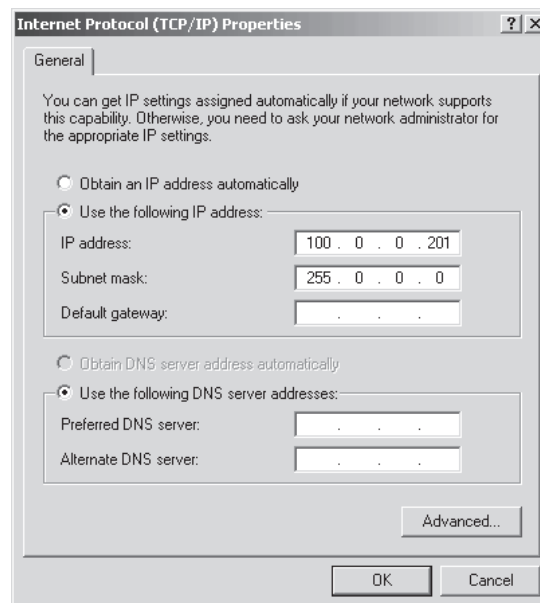 Internet Protocol (TCP/IP) Properties ? ×
General
You can get IP settings assigned automatically if your network supports
this capability. Otherwise, you need to ask your network administrator for
the appropriate IP settings.
Obtain an IP address automatically
Use the following IP address:
IP address: 100 . 0 . 0 . 201
Subnet mask: 255 . 0 . 0 . 0
Default gateway: . . .
Obtain DNS server address automatically
Use the following DNS server addresses:
Preferred DNS server: . . .
Alternate DNS server: . . .
Advanced...
OK Cancel